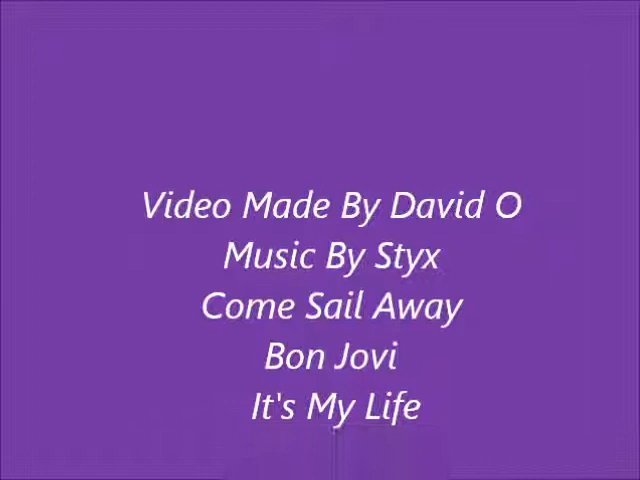 Video Made By David O
Music By Styx
Come Sail Away
Bon Jovi
It's My Life